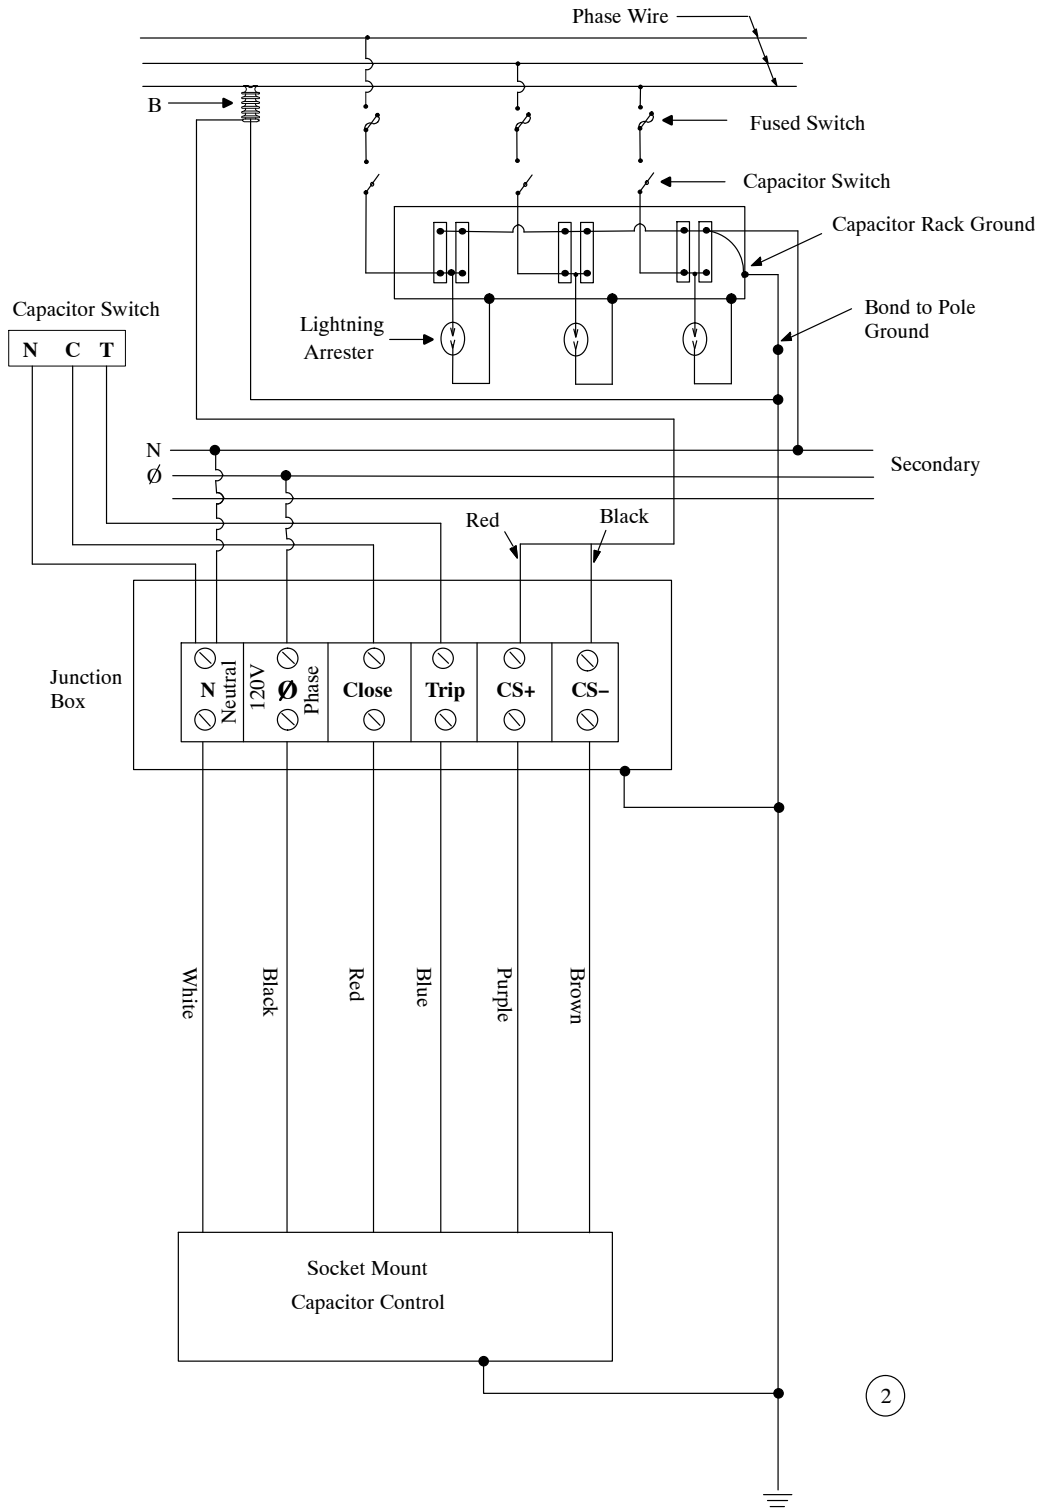 Phase Wire
B
Fused Switch
Capacitor Switch
Capacitor Rack Ground
Capacitor Switch
N C T
Lightning
Arrester
Bond to Pole
Ground
N
Ø
Secondary
Red
Black
Junction
Box
N
Neutral
120V
Ø
Phase
Close
Trip
CS+
CS–
White
Black
Red
Blue
Purple
Brown
Socket Mount
Capacitor Control
2